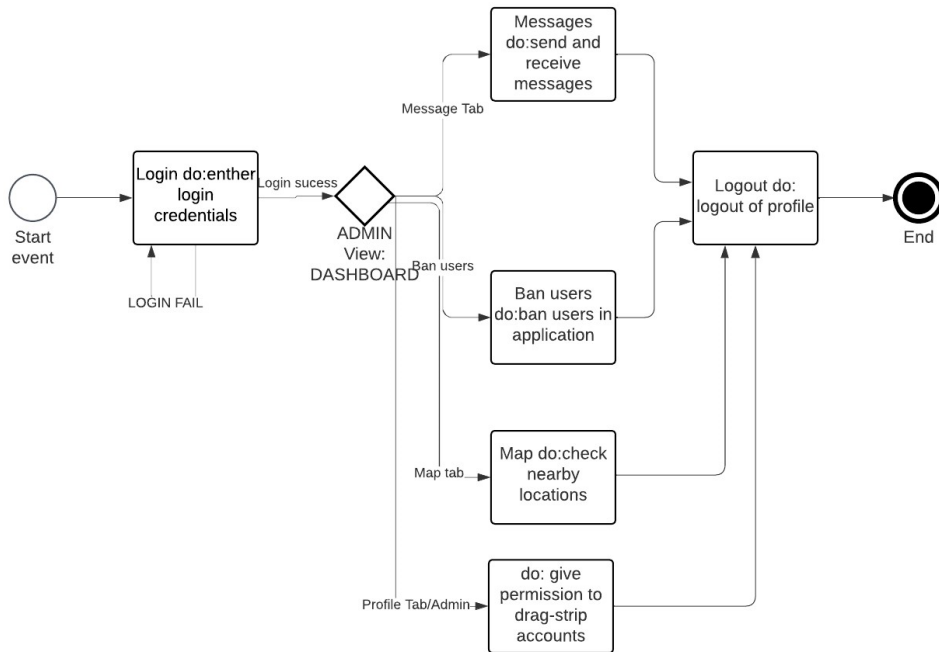 Messages
do:send and
receive
messages
Message Tab
Login do:enther
login
credentials
Login sucess
Logout do:
logout of profile
Start
event
ADMIN
View:
DASHBOARD
End
Ban users
LOGIN FAIL
Ban users
do:ban users in
application
Map do:check
nearby
locations
Map tab
do: give
permission to
drag-strip
accounts
Profile Tab/Admin